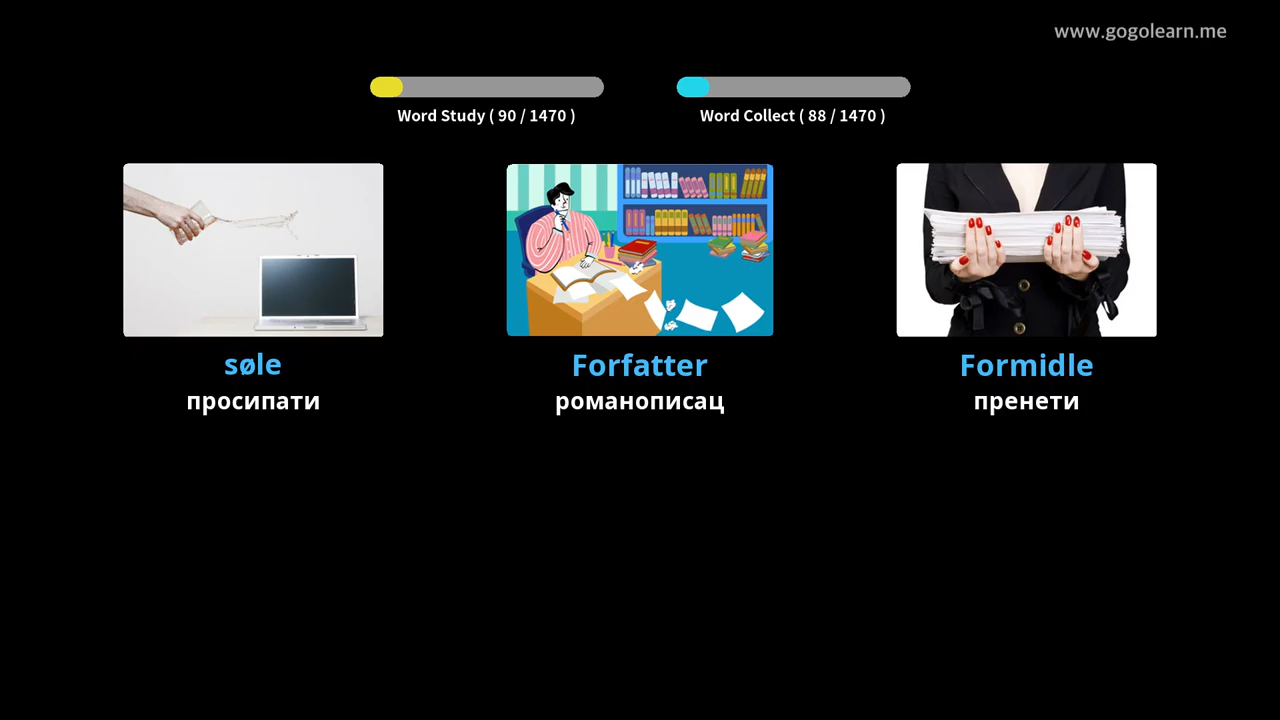 www.gogolearn.me
Word Study ( 90 / 1470 )
Word Collect ( 88 / 1470 )
søle
Forfatter
Formidle
просипати
романописац
пренети